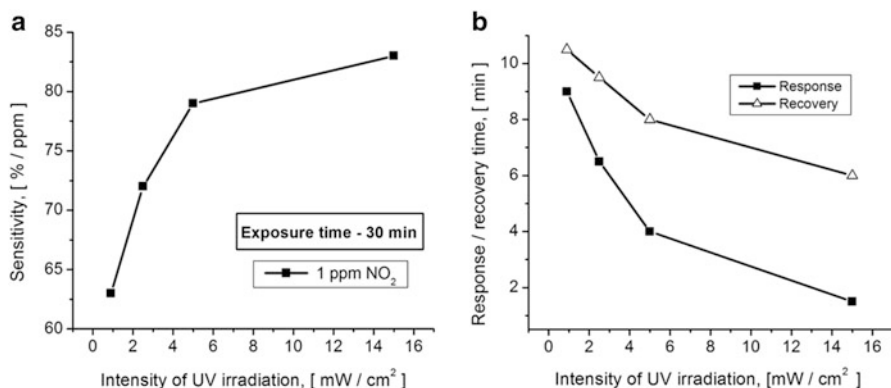 a
85
80
75
70
65
60
Sensitivity, [ % / ppm ]
Exposure time - 30 min
1 ppm NO₂
0 2 4 6 8 10 12 14 16
Intensity of UV irradiation, [ mW / cm² ]
b
10
8
6
4
2
Response / recovery time, [ min ]
Response
Recovery
0 2 4 6 8 10 12 14 16
Intensity of UV irradiation, [mW / cm² ]